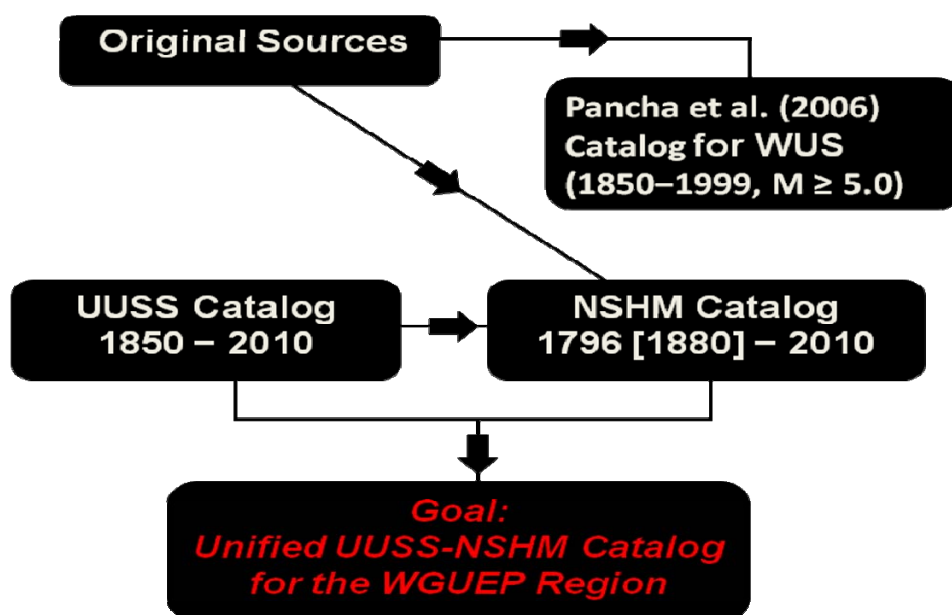 Original Sources
Pancha et al. (2006)
Catalog for WUS
(1850–1999, M ≥ 5.0)
UUSS Catalog
1850 – 2010
NSHM Catalog
1796 [1880] – 2010
Goal:
Unified UUSS-NSHM Catalog
for the WGUEP Region